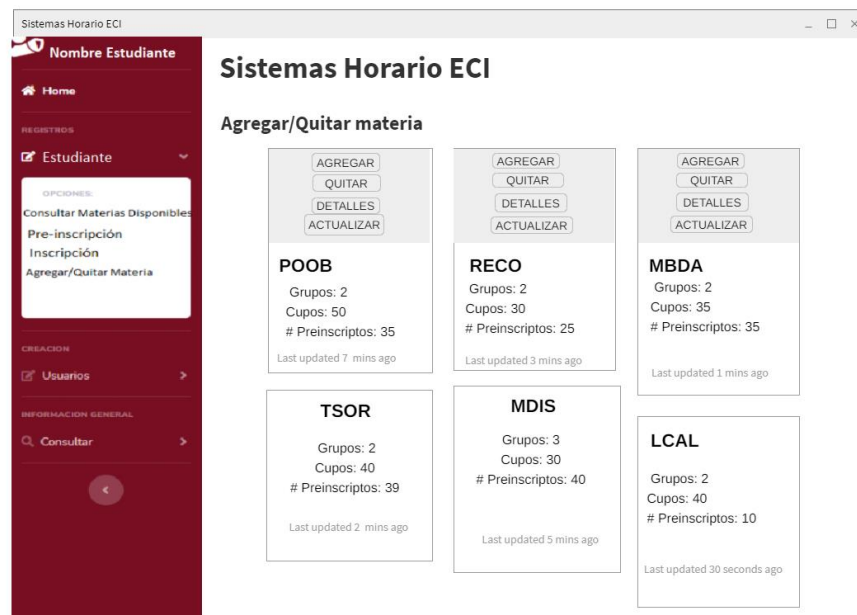 Sistemas Horario ECI
Nombre Estudiante
Home
REGISTROS
Estudiante
OPCIONES:
Consultar Materias Disponibles
Pre-inscripción
Inscripción
Agregar/Quitar Materia
CREACION
Usuarios
INFORMACION GENERAL
Consultar
Sistemas Horario ECI
Agregar/Quitar materia
AGREGAR
QUITAR
DETALLES
ACTUALIZAR
POOB
Grupos: 2
Cupos: 50
# Preinscriptos: 35
Last updated 7 mins ago
AGREGAR
QUITAR
DETALLES
ACTUALIZAR
RECO
Grupos: 2
Cupos: 30
# Preinscriptos: 25
Last updated 3 mins ago
AGREGAR
QUITAR
DETALLES
ACTUALIZAR
MBDA
Grupos: 2
Cupos: 35
# Preinscriptos: 35
Last updated 1 mins ago
TSOR
Grupos: 2
Cupos: 40
# Preinscriptos: 39
Last updated 2 mins ago
MDIS
Grupos: 3
Cupos: 30
# Preinscriptos: 40
Last updated 5 mins ago
LCAL
Grupos: 2
Cupos: 40
# Preinscriptos: 10
Last updated 30 seconds ago